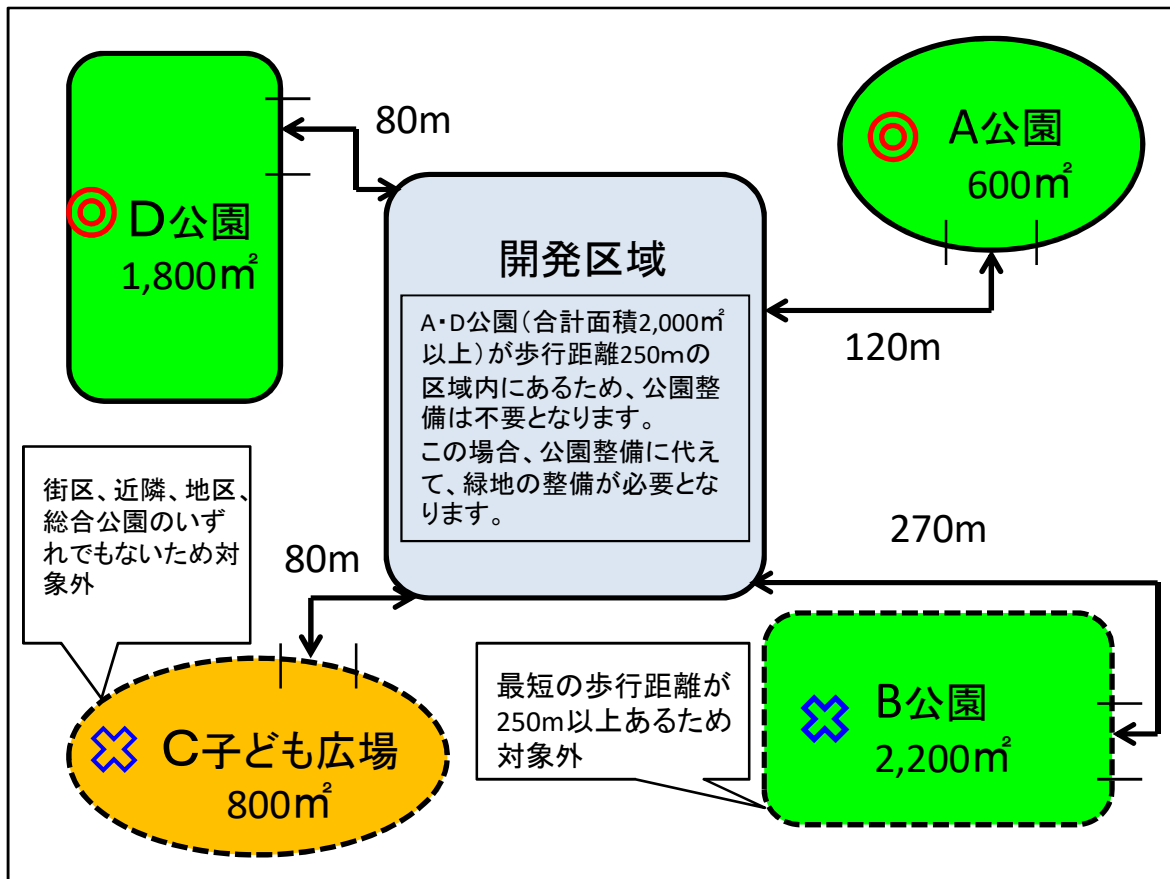 80m
A公園
600㎡
D公園
1,800㎡
開発区域
A・D公園（合計面積2,000㎡
以上）が歩行距離250mの
区域内にあるため、公園整
備は不要となります。
この場合、公園整備に代え
て、緑地の整備が必要とな
ります。
120m
街区、近隣、地区、
総合公園のいず
れでもないため対
象外
80m
270m
C子ども広場
800㎡
最短の歩行距離が
250m以上あるため
対象外
B公園
2,200㎡